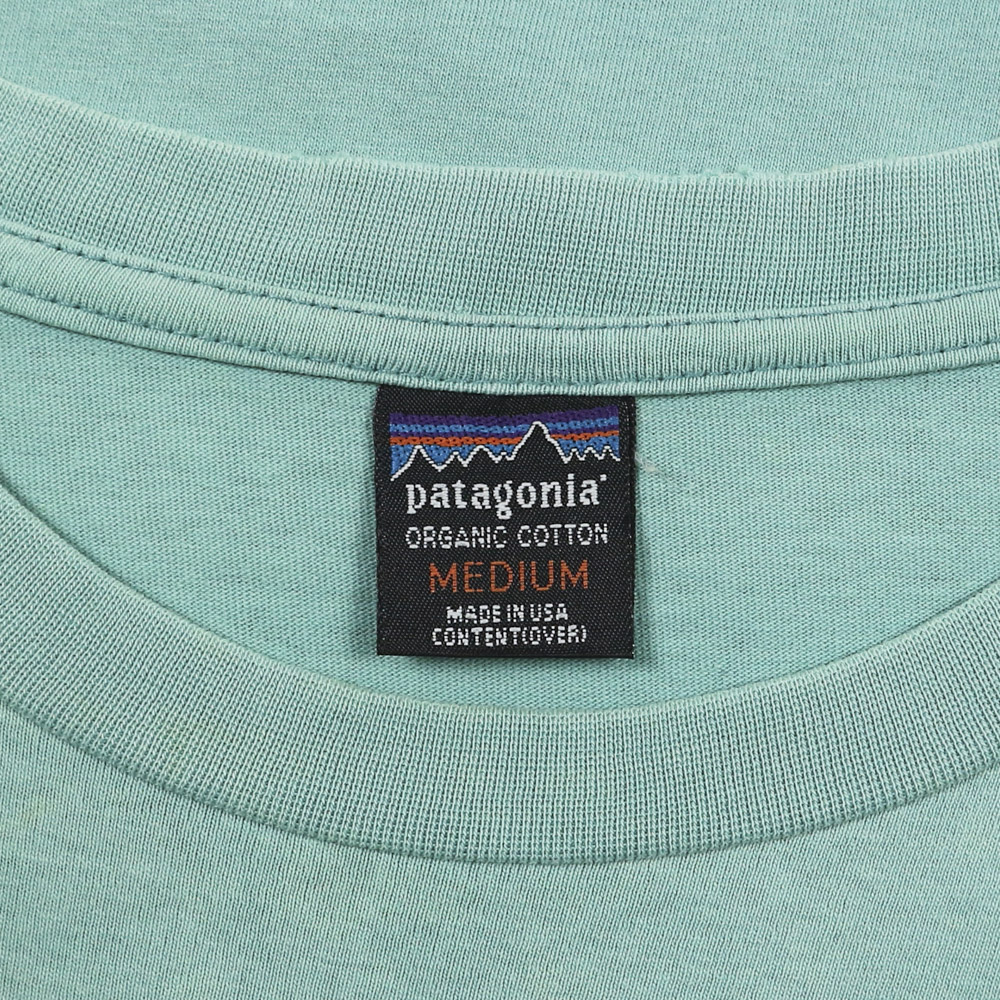 patagonia®
ORGANIC COTTON
MEDIUM
MADE IN USA
CONTENT(OVER)